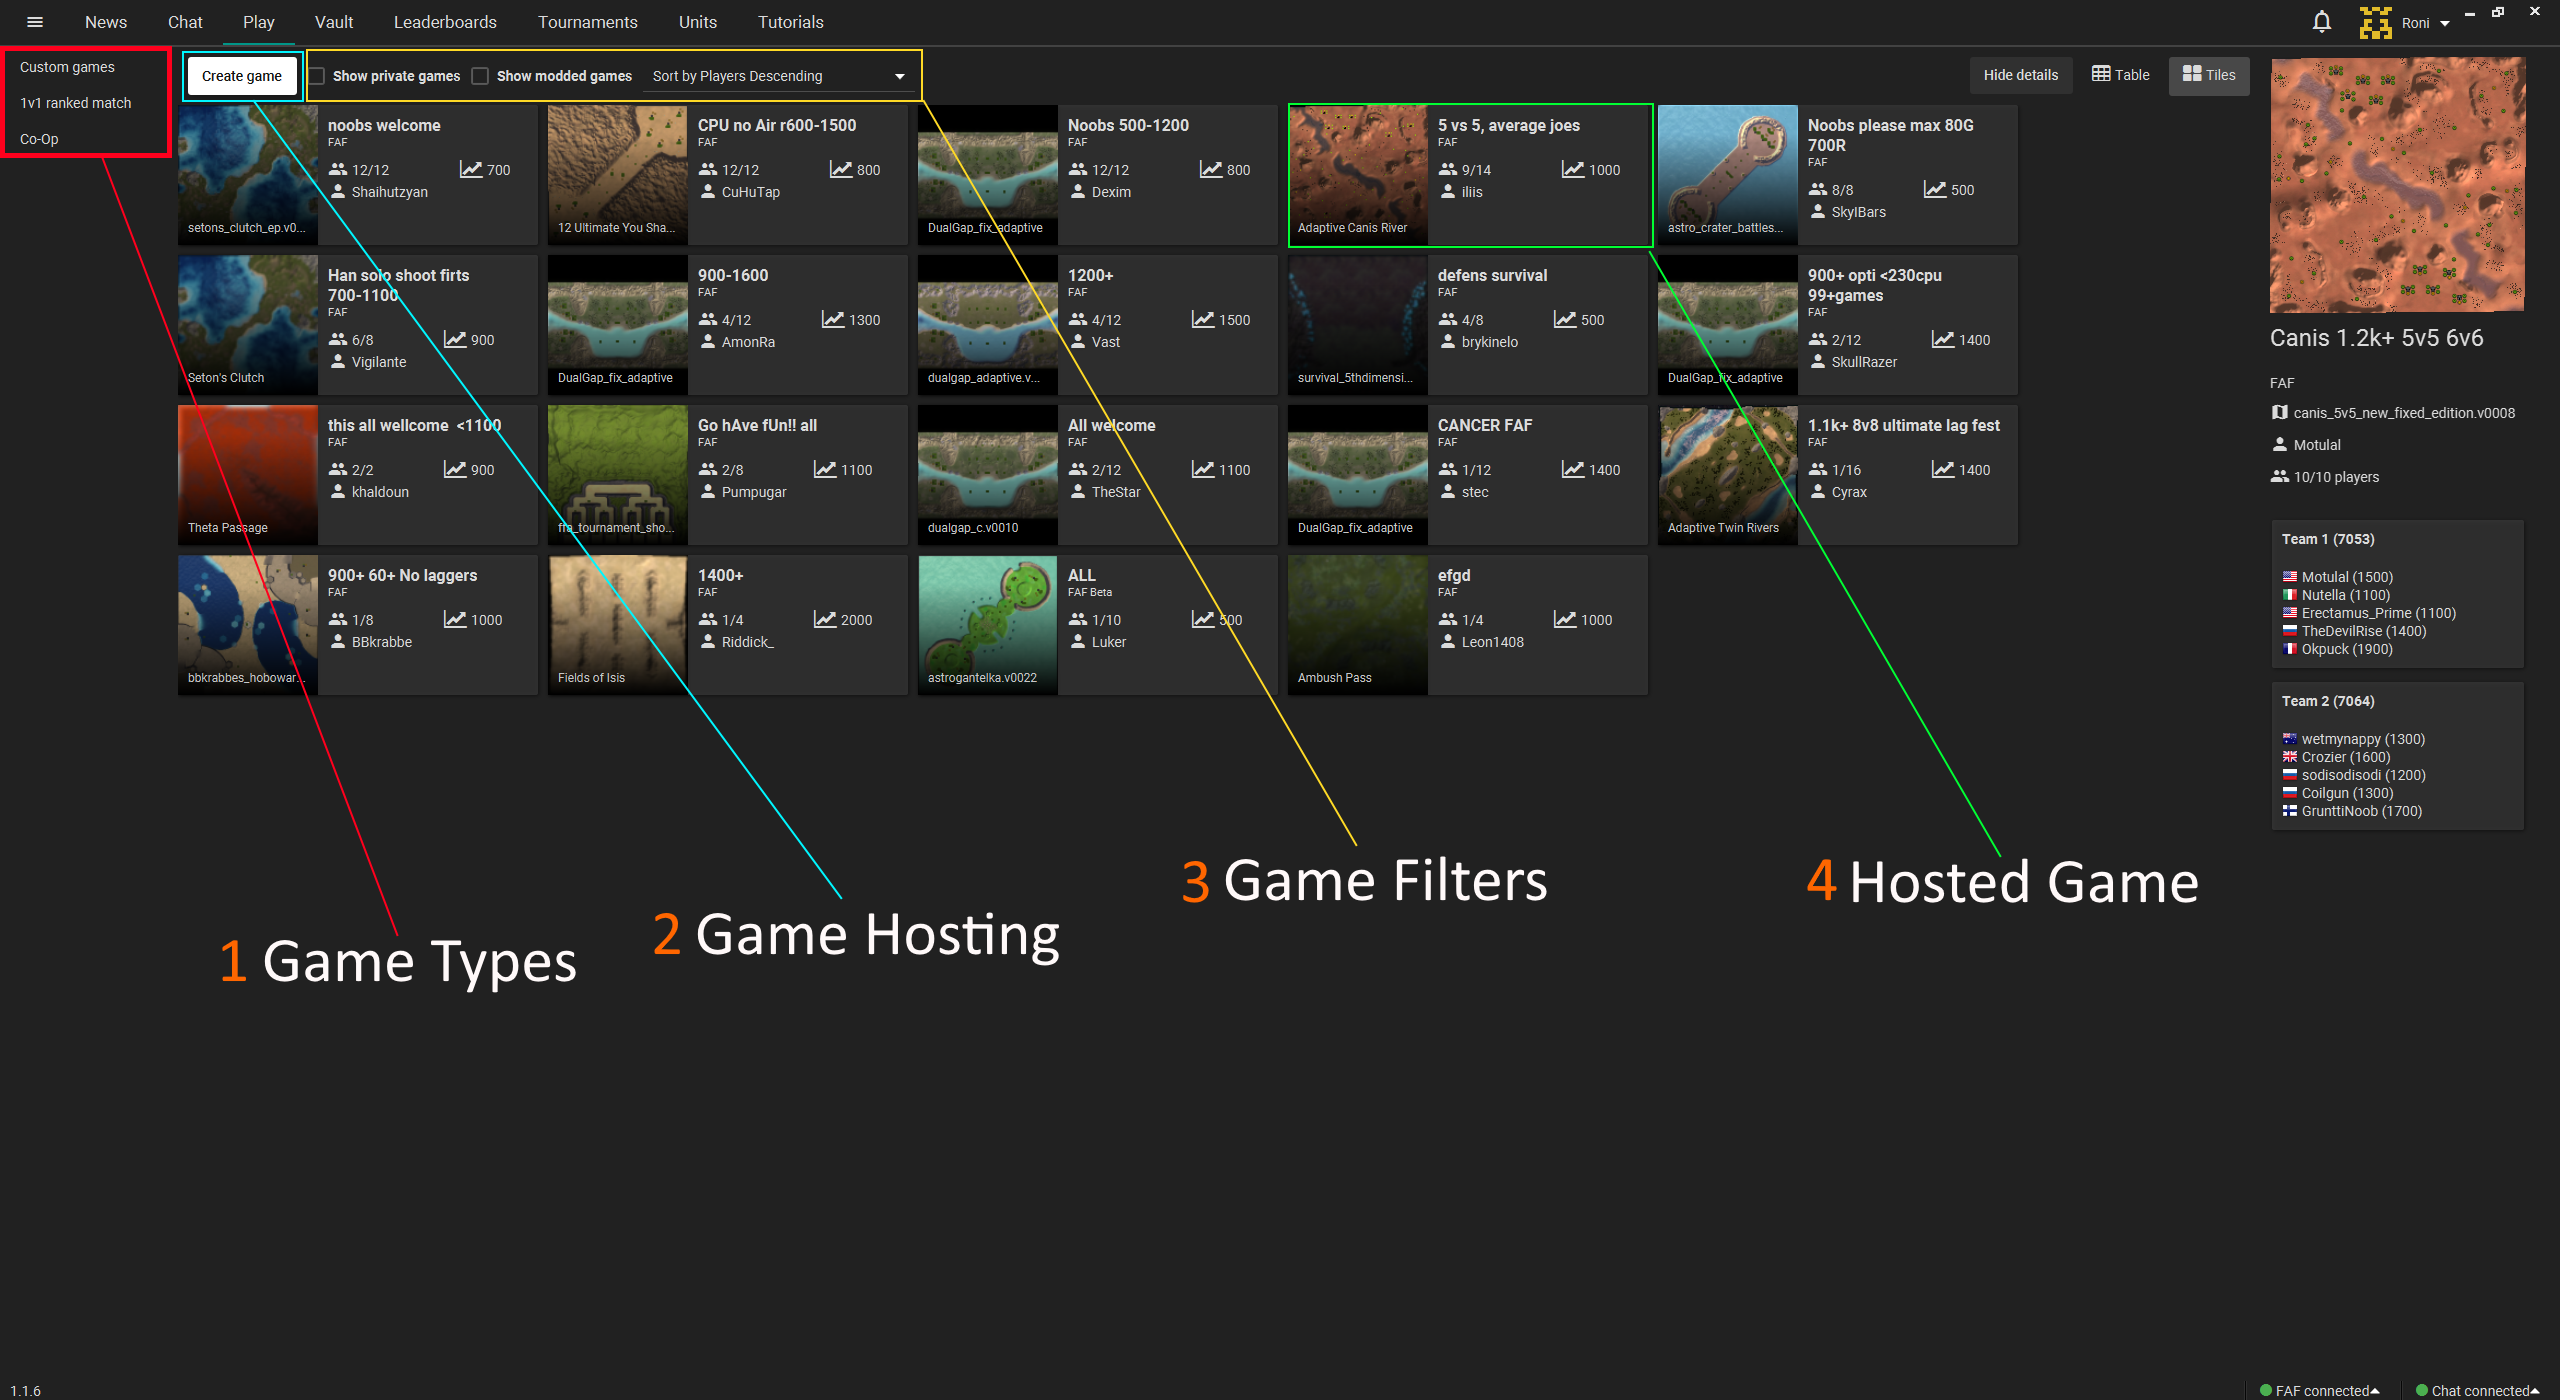 News Chat Play Vault Leaderboards Tournaments Units Tutorials
Roni
Custom games
1v1 ranked match
Co-Op
Create game
Show private games
Show modded games
Sort by Players Descending
Hide details
Table
Tiles
noobs welcome
FAF
12/12 700
Shaihutzyan
setons_clutch_ep.v0...
CPU no Air r600-1500
FAF
12/12 800
CuHuTap
12 Ultimate You Sha...
Noobs 500-1200
FAF
12/12 800
Dexim
DualGap_fix_adaptive
5 vs 5, average joes
FAF
9/14 1000
iliis
Adaptive Canis River
Noobs please max 80G
700R
FAF
8/8 500
SkyIBars
astro_crater_battles...
Han solo shoot firts
700-1100
FAF
6/8 900
Vigilante
Seton's Clutch
900-1600
FAF
4/12 1300
AmonRa
DualGap_fix_adaptive
1200+
FAF
4/12 1500
Vast
dualgap_adaptive.v...
defens survival
FAF
4/8 500
brykinelo
survival_5thdimensi...
900+ opti <230cpu
99+games
FAF
2/12 1400
SkullRazer
DualGap_fix_adaptive
this all wellcome <1100
FAF
2/2 900
khaldoun
Theta Passage
Go hAve fUn!! all
FAF
2/8 1100
Pumpugar
ffa_tournament_sho...
All welcome
FAF
2/12 1100
TheStar
dualgap_c.v0010
CANCER FAF
FAF
1/12 1400
stec
DualGap_fix_adaptive
1.1k+ 8v8 ultimate lag fest
FAF
1/16 1400
Cyrax
Adaptive Twin Rivers
900+ 60+ No laggers
FAF
1/8 1000
BBkrabbe
bbkrabbes_hobowar...
1400+
FAF
1/4 2000
Riddick_
Fields of Isis
ALL
FAF Beta
1/10 500
Luker
astrogantelka.v0022
efgd
FAF
1/4 1000
Leon1408
Ambush Pass
Canis 1.2k+ 5v5 6v6
FAF
canis_5v5_new_fixed_edition.v0008
Motulal
10/10 players
Team 1 (7053)
Motulal (1500)
Nutella (1100)
Erectamus_Prime (1100)
TheDevilRise (1400)
Okpuck (1900)
Team 2 (7064)
wetmynappy (1300)
Crozier (1600)
sodisodisodi (1200)
Coilgun (1300)
GrunttiNoob (1700)
1 Game Types
2 Game Hosting
3 Game Filters
4 Hosted Game
1.1.6
FAF connected
Chat connected